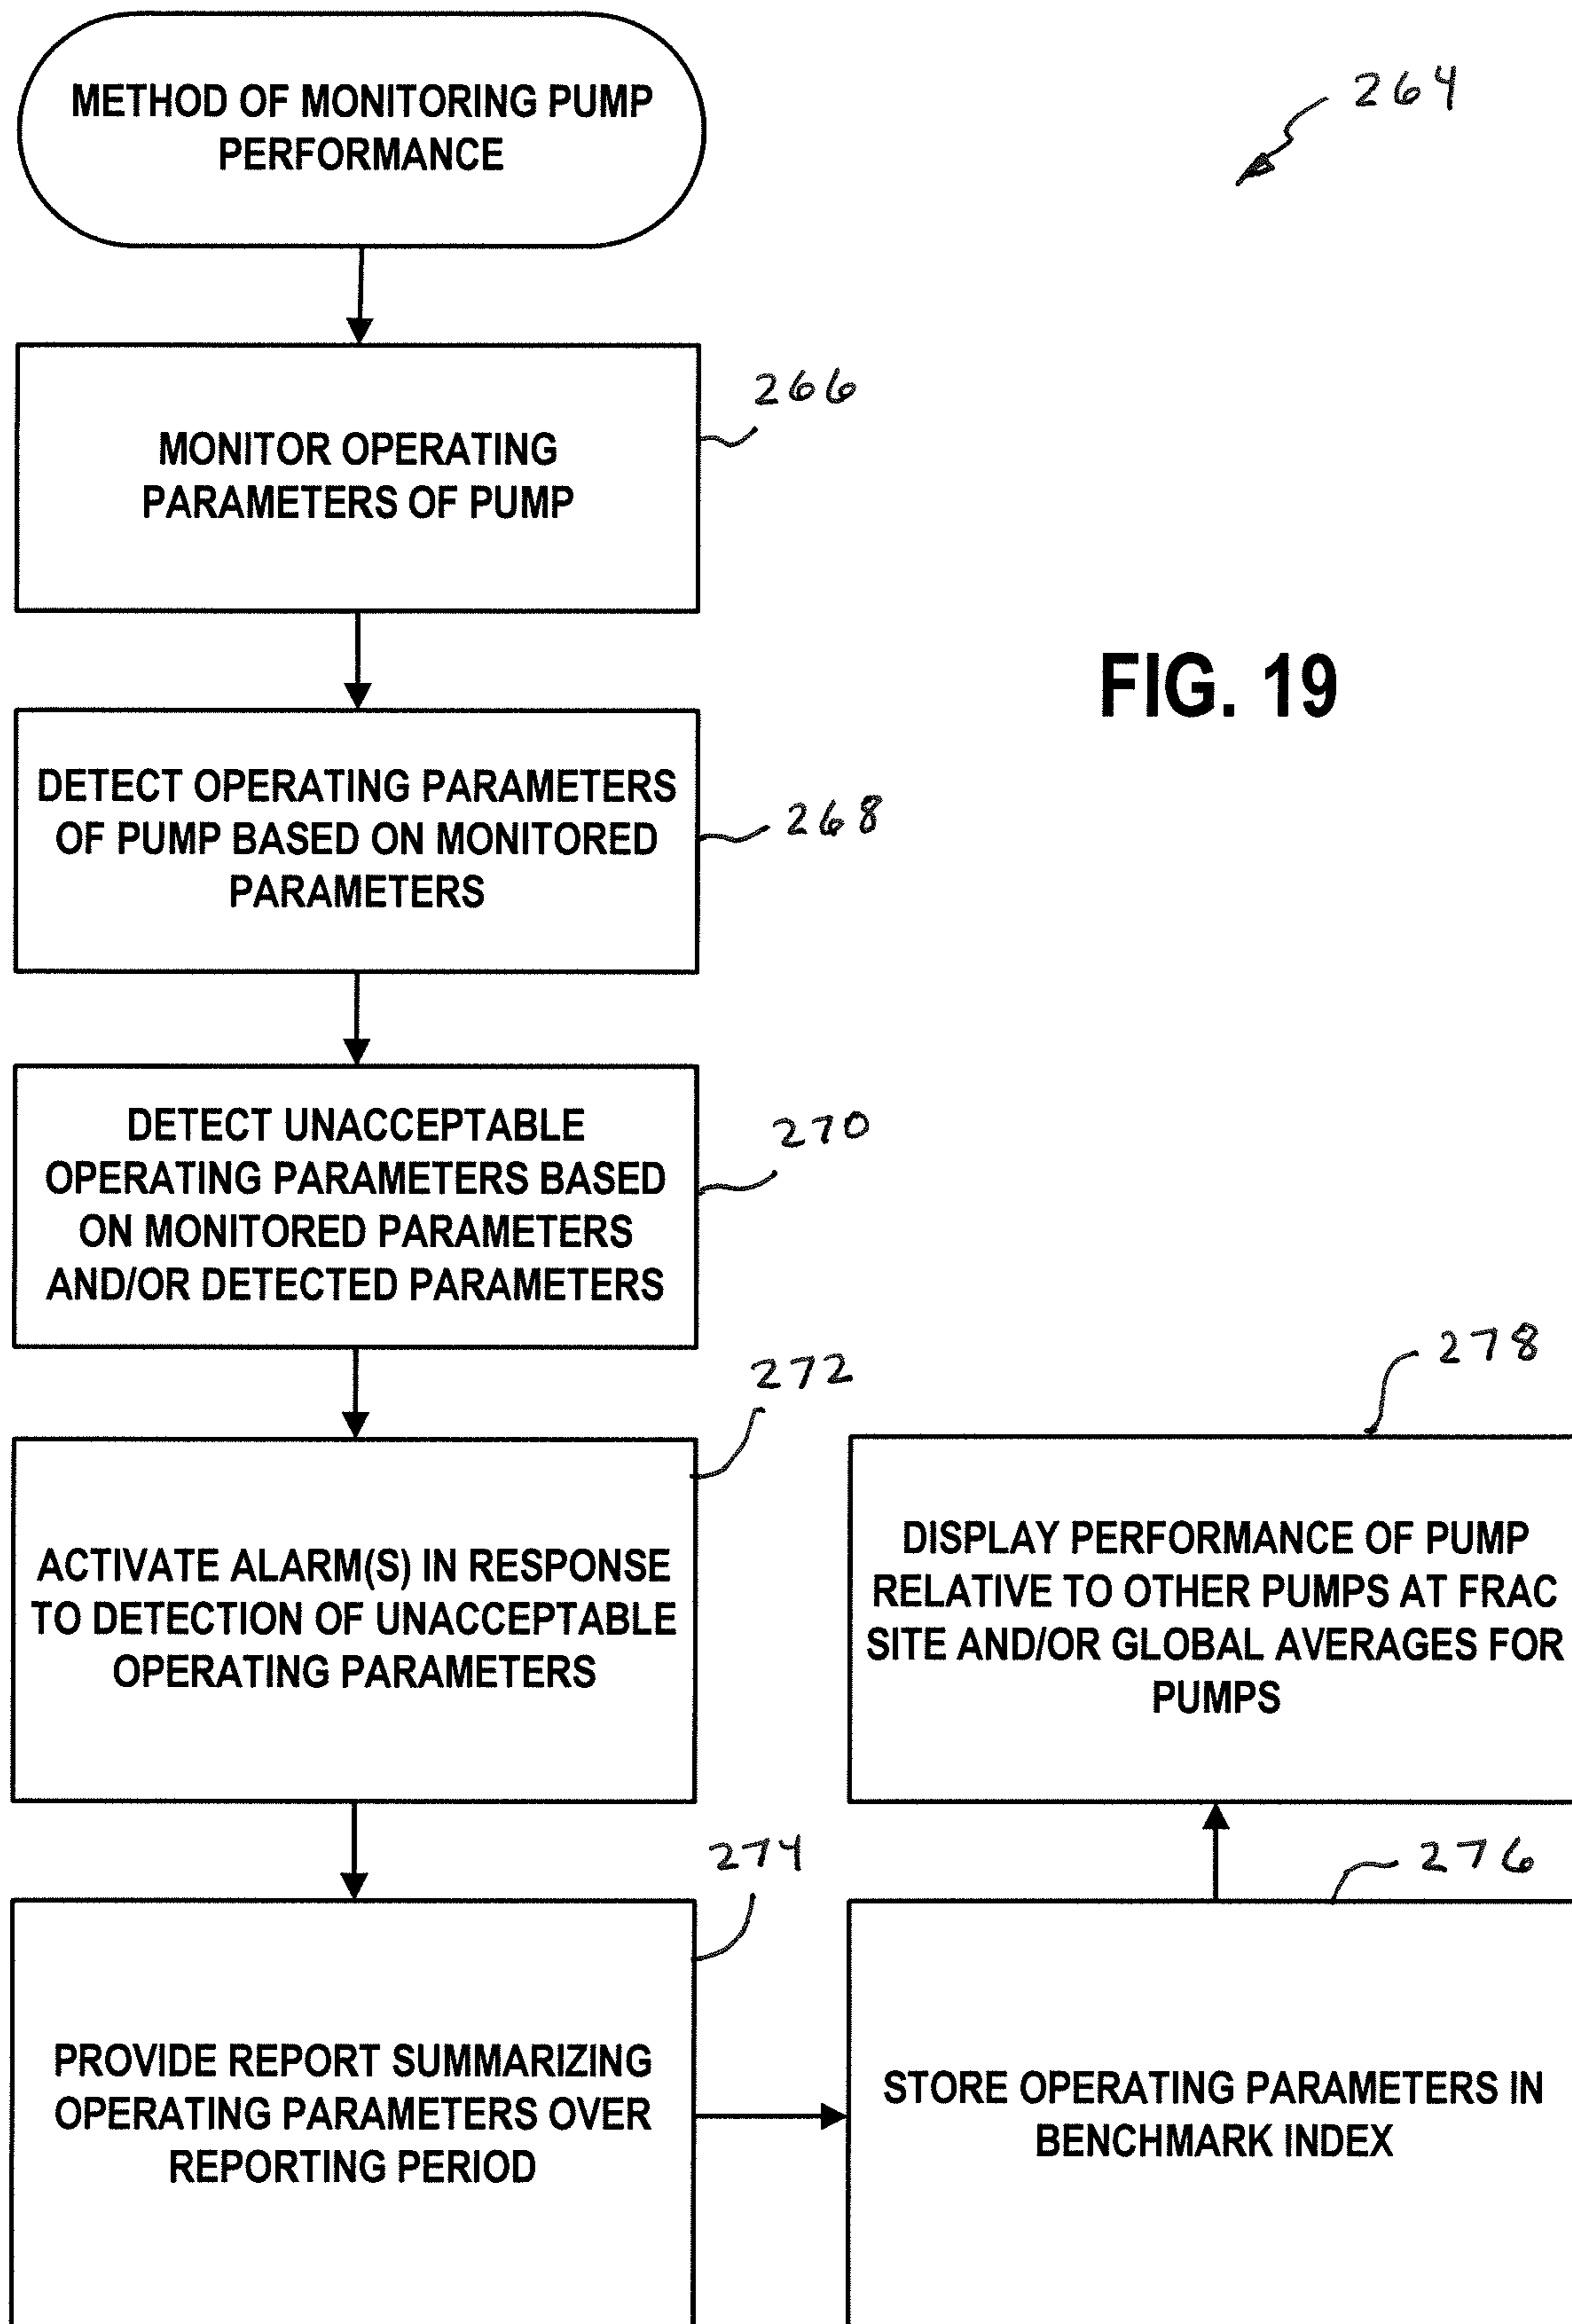 METHOD OF MONITORING PUMP
PERFORMANCE
264
MONITOR OPERATING
PARAMETERS OF PUMP
266
FIG. 19
DETECT OPERATING PARAMETERS
OF PUMP BASED ON MONITORED
PARAMETERS
268
DETECT UNACCEPTABLE
OPERATING PARAMETERS BASED
ON MONITORED PARAMETERS
AND/OR DETECTED PARAMETERS
270
ACTIVATE ALARM(S) IN RESPONSE
TO DETECTION OF UNACCEPTABLE
OPERATING PARAMETERS
272
PROVIDE REPORT SUMMARIZING
OPERATING PARAMETERS OVER
REPORTING PERIOD
274
STORE OPERATING PARAMETERS IN
BENCHMARK INDEX
276
DISPLAY PERFORMANCE OF PUMP
RELATIVE TO OTHER PUMPS AT FRAC
SITE AND/OR GLOBAL AVERAGES FOR
PUMPS
278